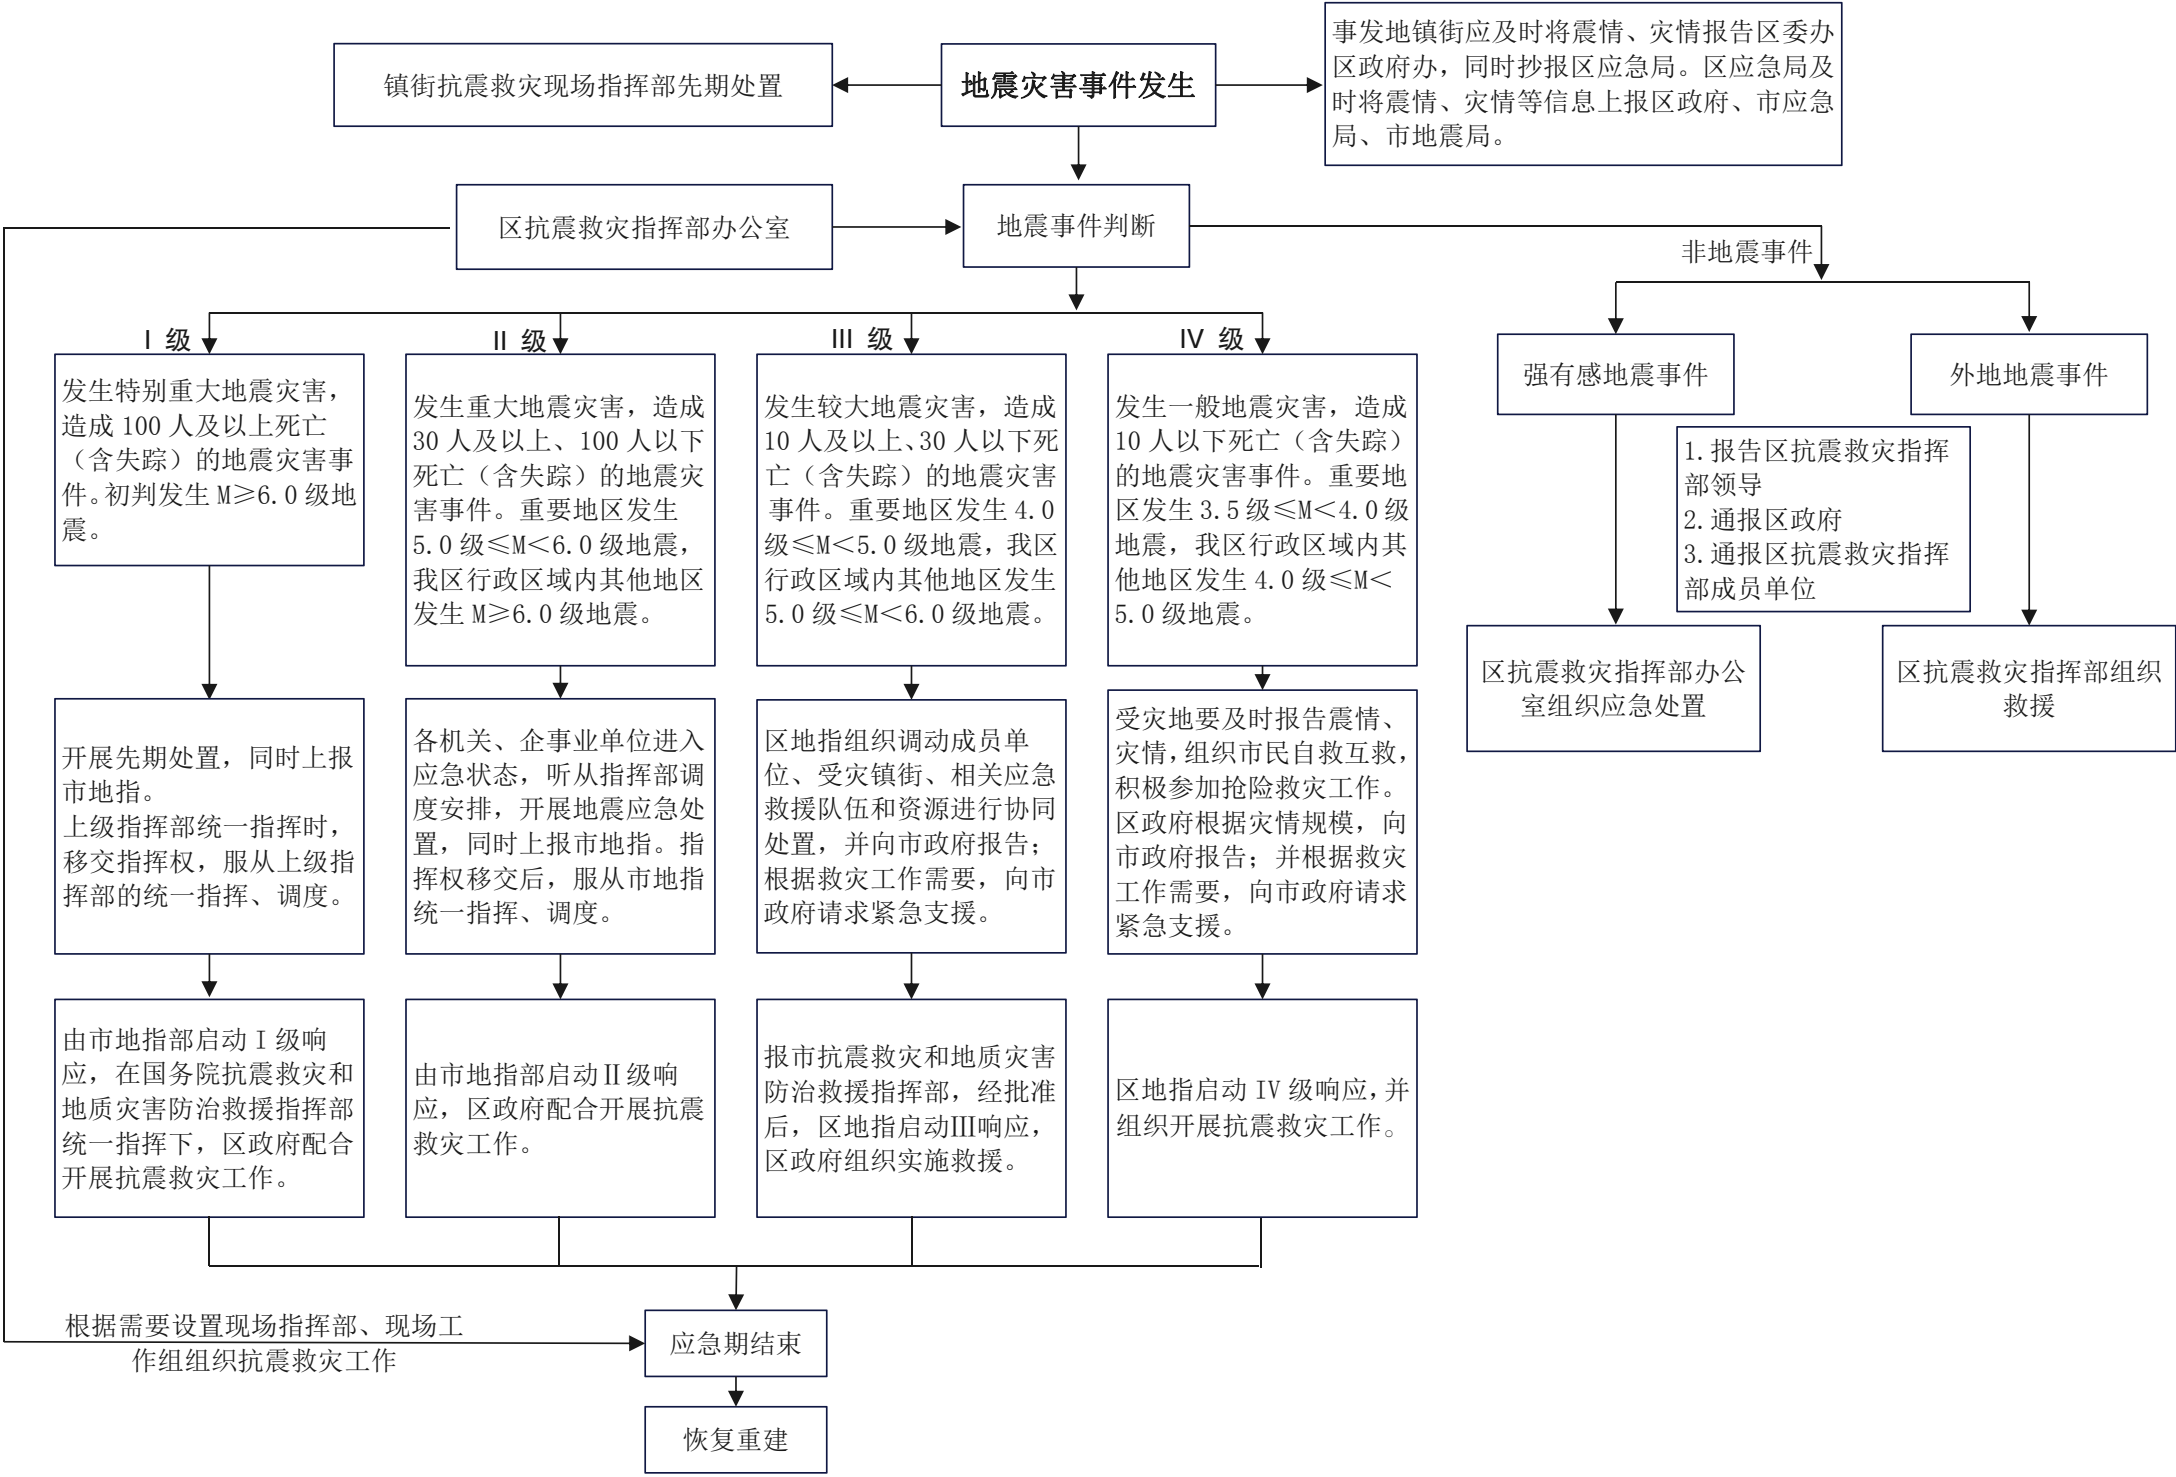 镇街抗震救灾现场指挥部先期处置
地震灾害事件发生
事发地镇街应及时将震情、灾情报告区委办
区政府办，同时抄报区应急局。区应急局及
时将震情、灾情等信息上报区政府、市应急
局、市地震局。
区抗震救灾指挥部办公室
地震事件判断
非地震事件
I 级
II 级
III 级
IV 级
发生特别重大地震灾害，
造成 100 人及以上死亡
（含失踪）的地震灾害事
件。初判发生 M≥6.0 级地
震。
发生重大地震灾害，造成
30 人及以上、100 人以下
死亡（含失踪）的地震灾
害事件。重要地区发生
5.0 级≤M＜6.0 级地震，
我区行政区域内其他地区
发生 M≥6.0 级地震。
发生较大地震灾害，造成
10 人及以上、30 人以下死
亡（含失踪）的地震灾害
事件。重要地区发生 4.0
级≤M＜5.0 级地震，我区
行政区域内其他地区发生
5.0 级≤M＜6.0 级地震。
发生一般地震灾害，造成
10 人以下死亡（含失踪）
的地震灾害事件。重要地
区发生 3.5 级≤M＜4.0 级
地震，我区行政区域内其
他地区发生 4.0 级≤M＜
5.0 级地震。
强有感地震事件
外地地震事件
1.报告区抗震救灾指挥
部领导
2.通报区政府
3.通报区抗震救灾指挥
部成员单位
区抗震救灾指挥部办公
室组织应急处置
区抗震救灾指挥部组织
救援
开展先期处置，同时上报
市地指。
上级指挥部统一指挥时，
移交指挥权，服从上级指
挥部的统一指挥、调度。
各机关、企事业单位进入
应急状态，听从指挥部调
度安排，开展地震应急处
置，同时上报市地指。指
挥权移交后，服从市地指
统一指挥、调度。
区地指组织调动成员单
位、受灾镇街、相关应急
救援队伍和资源进行协同
处置，并向市政府报告；
根据救灾工作需要，向市
政府请求紧急支援。
受灾地要及时报告震情、
灾情，组织市民自救互救，
积极参加抢险救灾工作。
区政府根据灾情规模，向
市政府报告；并根据救灾
工作需要，向市政府请求
紧急支援。
由市地指部启动Ⅰ级响
应，在国务院抗震救灾和
地质灾害防治救援指挥部
统一指挥下，区政府配合
开展抗震救灾工作。
由市地指部启动Ⅱ级响
应，区政府配合开展抗震
救灾工作。
报市抗震救灾和地质灾害
防治救援指挥部，经批准
后，区地指启动Ⅲ响应，
区政府组织实施救援。
区地指启动 IV 级响应，并
组织开展抗震救灾工作。
根据需要设置现场指挥部、现场工
作组组织抗震救灾工作
应急期结束
恢复重建